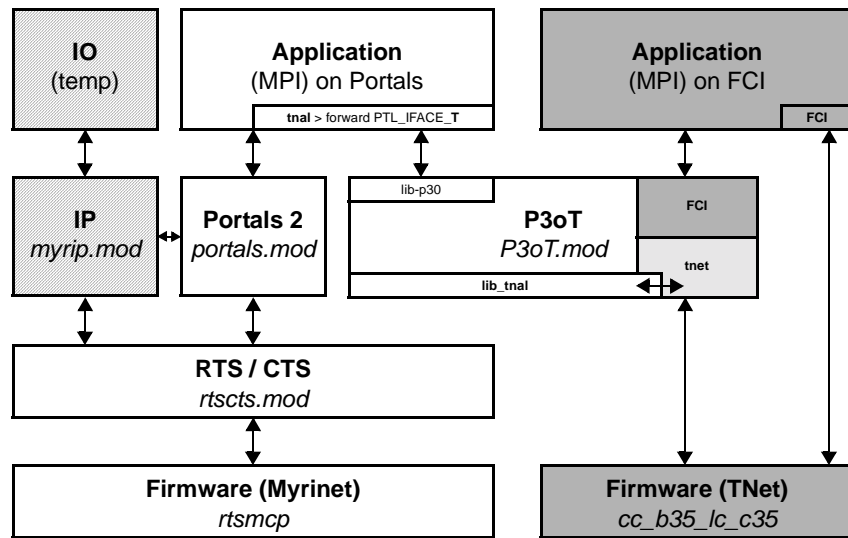 IO
(temp)
Application
(MPI) on Portals
tnal > forward PTL_IFACE_T
Application
(MPI) on FCI
FCI
IP
myrip.mod
Portals 2
portals.mod
lib-p30
P3oT
P3oT.mod
FCI
tnet
lib_tnal
RTS / CTS
rtscts.mod
Firmware (Myrinet)
rtsmcp
Firmware (TNet)
cc_b35_lc_c35